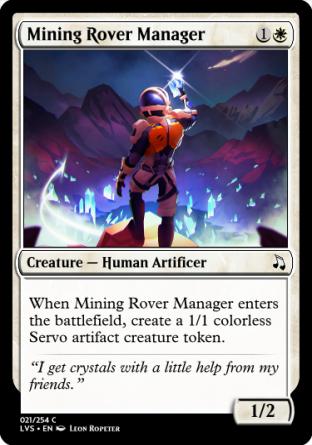 Mining Rover Manager 1
Creature — Human Artificer
When Mining Rover Manager enters
the battlefield, create a 1/1 colorless
Servo artifact creature token.
“I get crystals with a little help from my
friends.”
1/2
021/254 C
LVS • EN Leon Ropeter